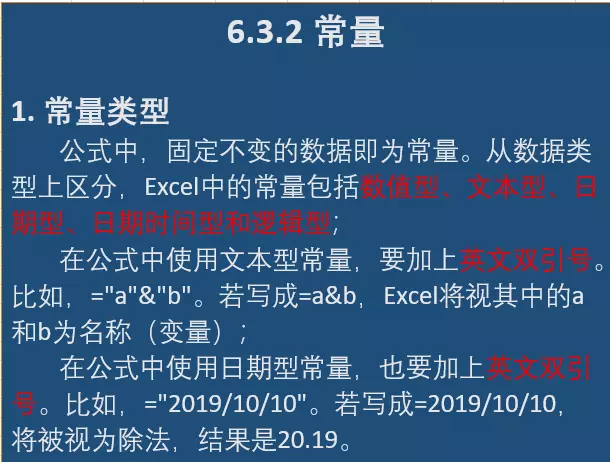 6.3.2 常量
1. 常量类型
公式中，固定不变的数据即为常量。从数据类
型上区分，Excel中的常量包括数值型、文本型、日
期型、日期时间型和逻辑型；
在公式中使用文本型常量，要加上英文双引号。
比如，="a"&"b"。若写成=a&b，Excel将视其中的a
和b为名称（变量）；
在公式中使用日期型常量，也要加上英文双引
号。比如，="2019/10/10"。若写成=2019/10/10，
将被视为除法，结果是20.19。